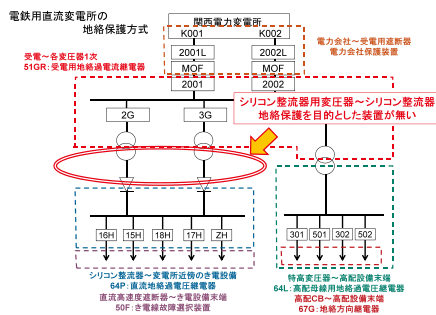 電鉄用直流変電所の
地絡保護方式
関西電力変電所
K001
K002
電力会社~受電用遮断器
電力会社保護装置
2001L
2002L
受電~各変圧器1次
51GR:受電用地絡過電流継電器
MOF
MOF
2001
2002
シリコン整流器用変圧器~シリコン整流器
地絡保護を目的とした装置が無い
2G
3G
16H
15H
18H
17H
ZH
301
501
302
502
シリコン整流器~変電所近傍のき電設備
64P:直流地絡過電圧継電器
直流高速度遮断器~き電設備末端
50F:き電線故障選択装置
特高変圧器~高配設備末端
64L:高配母線用地絡過電圧継電器
高配CB~高配設備末端
67G:地絡方向継電器